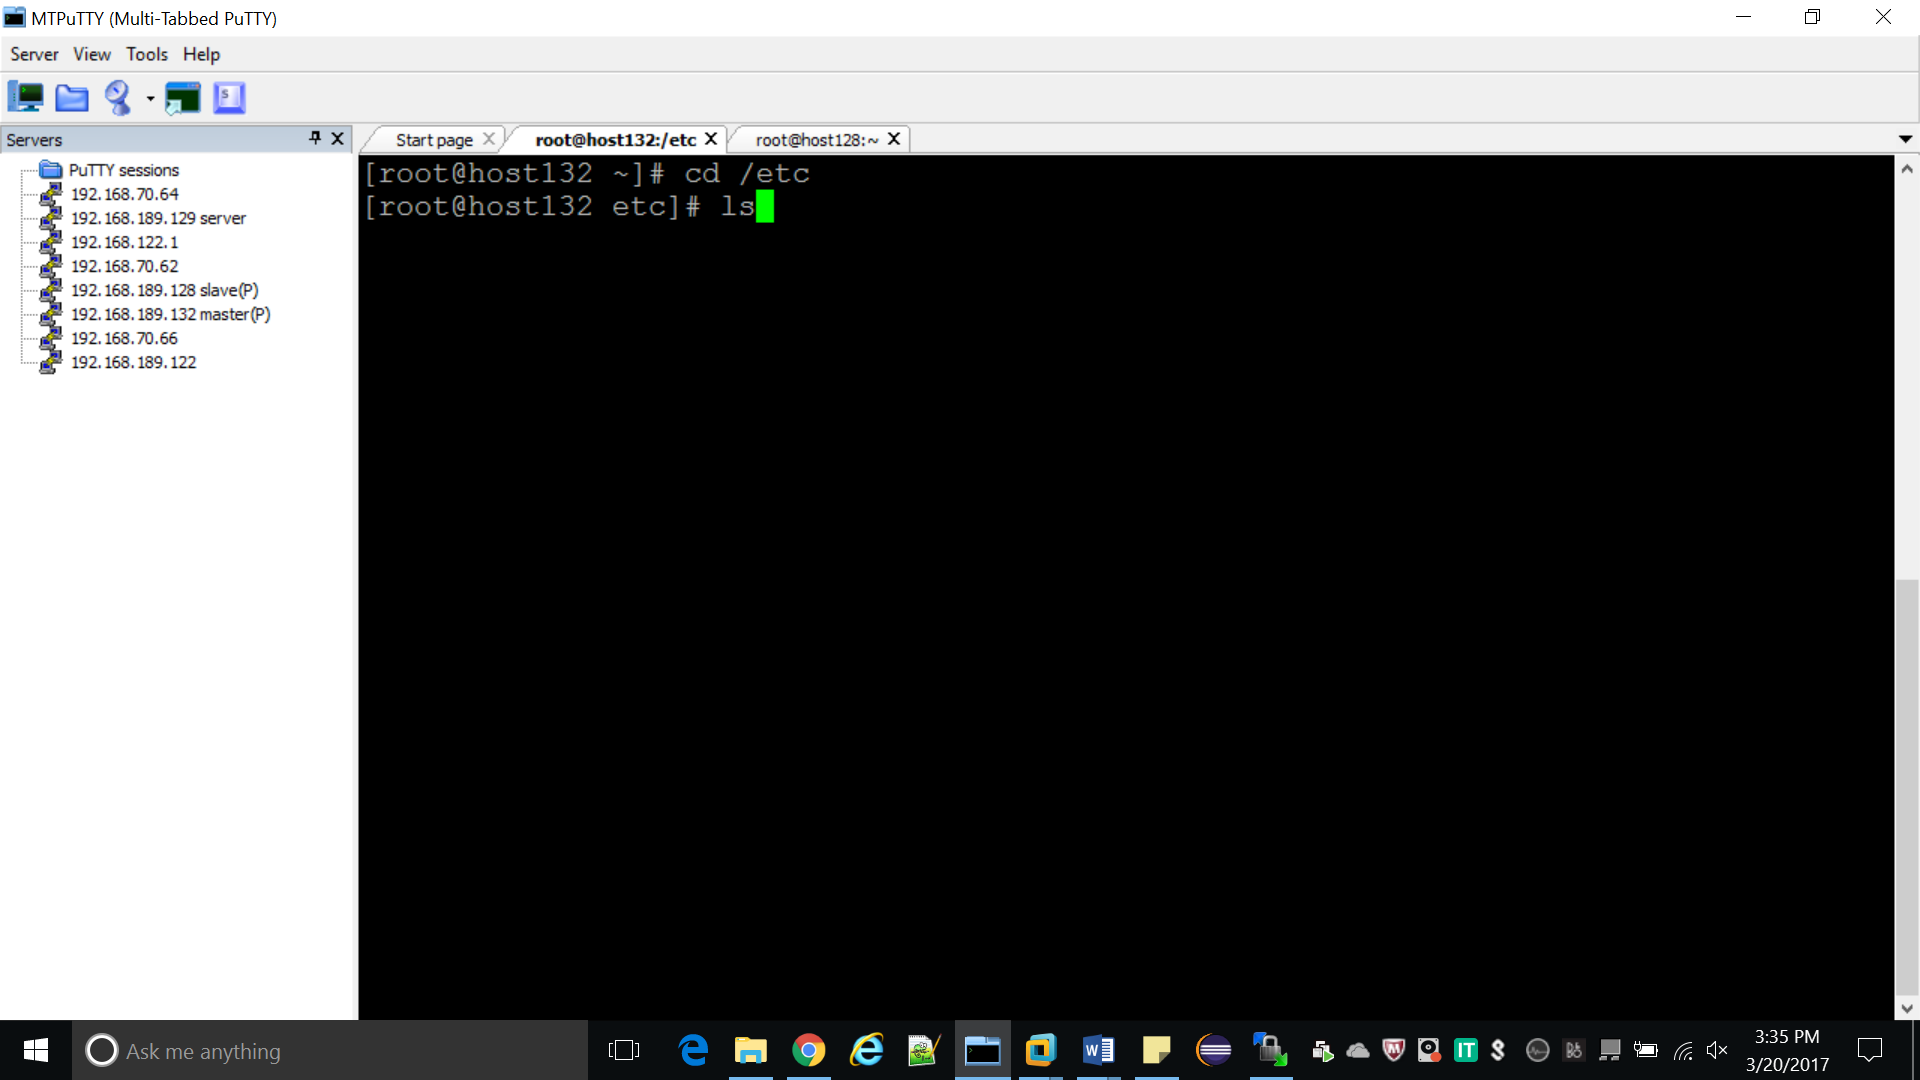 MTPuTTY (Multi-Tabbed PuTTY)
Server View Tools Help
Servers
Start page root@host132:/etc root@host128:~
PuTTY sessions
192.168.70.64
192.168.189.129 server
192.168.122.1
192.168.70.62
192.168.189.128 slave(P)
192.168.189.132 master(P)
192.168.70.66
192.168.189.122
[root@host132 ~]# cd /etc
[root@host132 etc]# ls
Ask me anything
IT
3:35 PM
3/20/2017